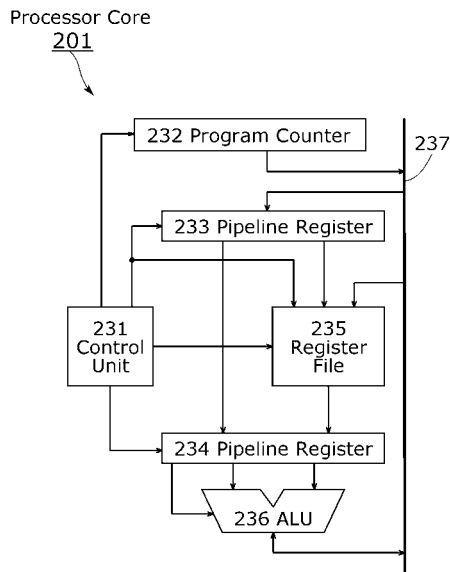 Processor Core
201
232 Program Counter
237
233 Pipeline Register
231
Control
Unit
235
Register
File
234 Pipeline Register
236 ALU